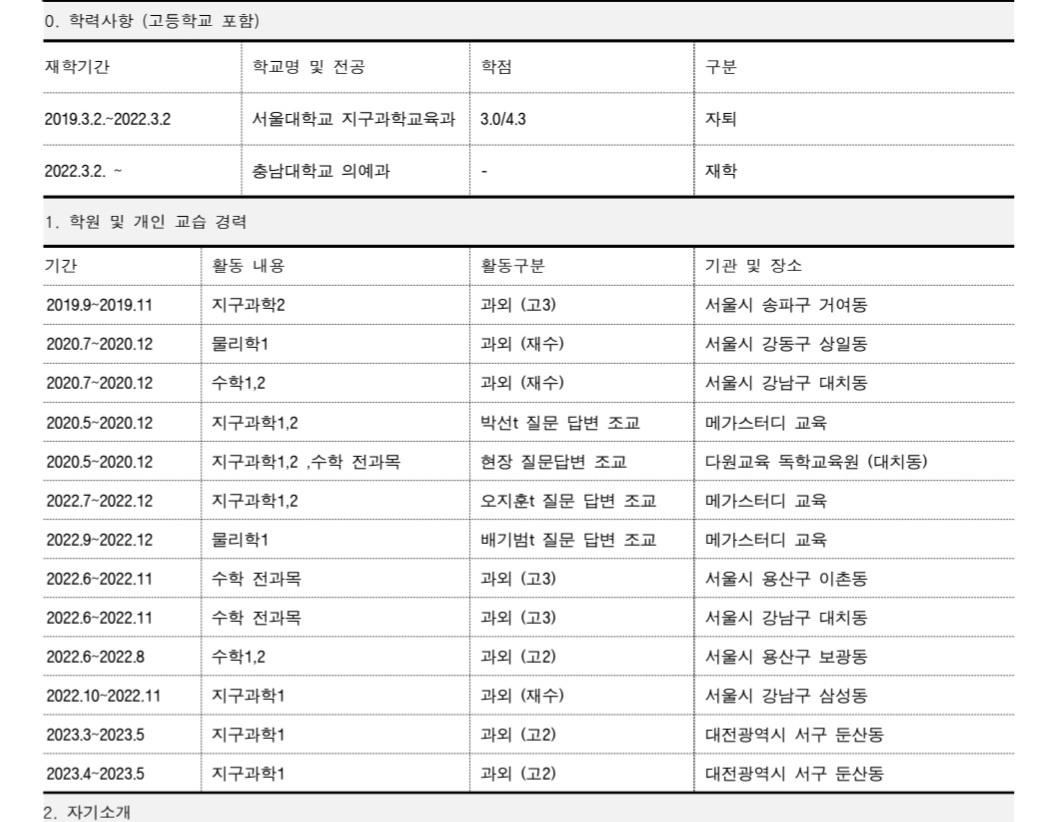 0. 학력사항 (고등학교 포함)
재학기간 학교명 및 전공 학점 구분
2019.3.2.~2022.3.2 서울대학교 지구과학교육과 3.0/4.3 자퇴
2022.3.2. ~ 충남대학교 의예과 - 재학
1. 학원 및 개인 교습 경력
기간 활동 내용 활동구분 기관 및 장소
2019.9~2019.11 지구과학2 과외 (고3) 서울시 송파구 거여동
2020.7~2020.12 물리학1 과외 (재수) 서울시 강동구 상일동
2020.7~2020.12 수학1,2 과외 (재수) 서울시 강남구 대치동
2020.5~2020.12 지구과학1,2 박선t 질문 답변 조교 메가스터디 교육
2020.5~2020.12 지구과학1,2 ,수학 전과목 현장 질문답변 조교 다원교육 독학교육원 (대치동)
2022.7~2022.12 지구과학1,2 오지훈t 질문 답변 조교 메가스터디 교육
2022.9~2022.12 물리학1 배기범t 질문 답변 조교 메가스터디 교육
2022.6~2022.11 수학 전과목 과외 (고3) 서울시 용산구 이촌동
2022.6~2022.11 수학 전과목 과외 (고3) 서울시 강남구 대치동
2022.6~2022.8 수학1,2 과외 (고2) 서울시 용산구 보광동
2022.10~2022.11 지구과학1 과외 (재수) 서울시 강남구 삼성동
2023.3~2023.5 지구과학1 과외 (고2) 대전광역시 서구 둔산동
2023.4~2023.5 지구과학1 과외 (고2) 대전광역시 서구 둔산동
2. 자기소개